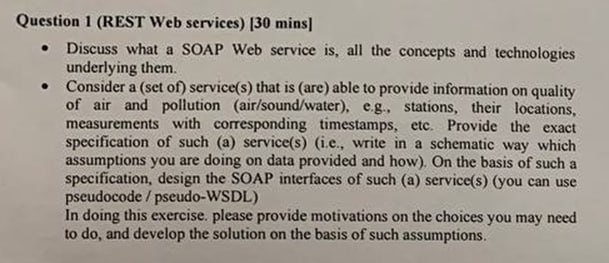 Question 1 (REST Web services) [30 mins]
• Discuss what a SOAP Web service is, all the concepts and technologies
underlying them.
• Consider a (set of) service(s) that is (are) able to provide information on quality
of air and pollution (air/sound/water), e.g., stations, their locations,
measurements with corresponding timestamps, etc. Provide the exact
specification of such (a) service(s) (i.e., write in a schematic way which
assumptions you are doing on data provided and how). On the basis of such a
specification, design the SOAP interfaces of such (a) service(s) (you can use
pseudocode / pseudo-WSDL)
In doing this exercise. please provide motivations on the choices you may need
to do, and develop the solution on the basis of such assumptions.